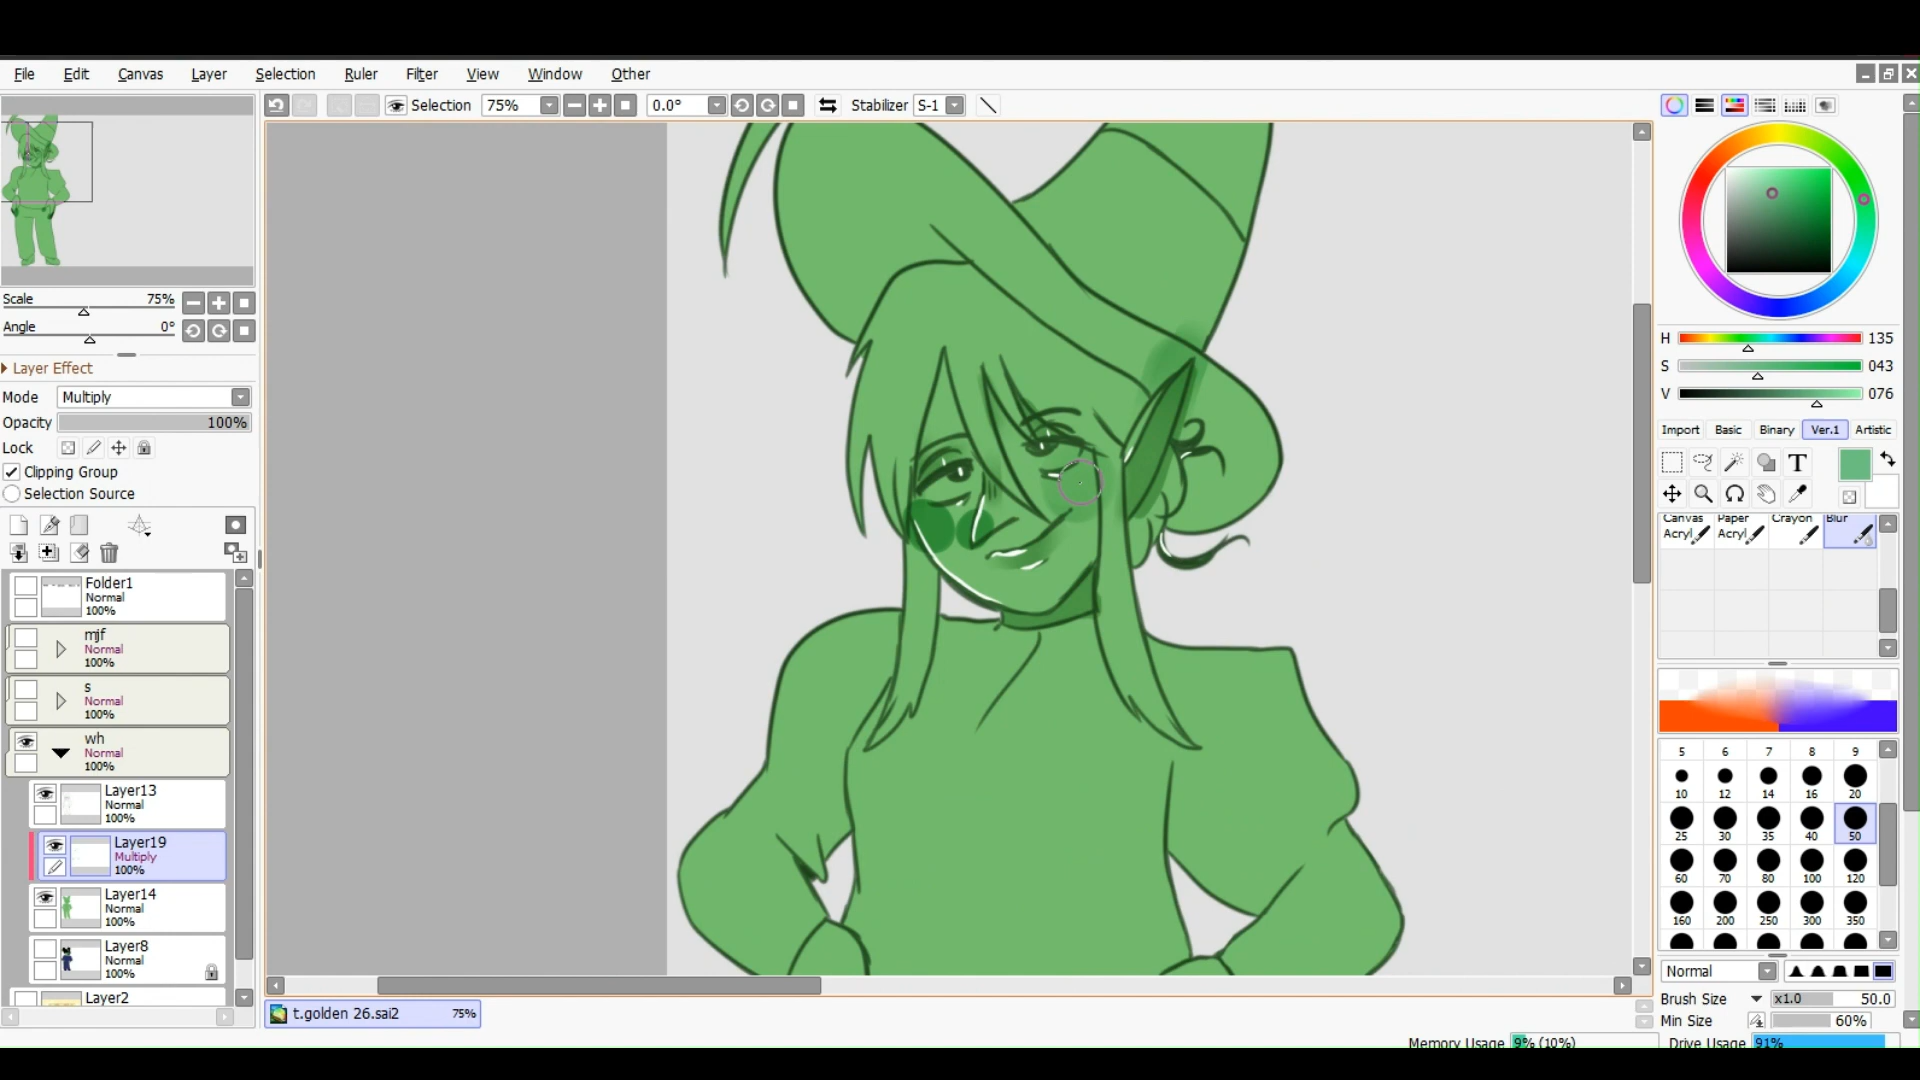 File Edit Canvas Layer Selection Ruler Filter View Window Other
Selection 75% 0.0° Stabilizer S-1
Scale 75%
Angle 0°
Layer Effect
Mode Multiply
Opacity 100%
Lock
Clipping Group
Selection Source
Folder1
Normal
100%
mjf
Normal
100%
s
Normal
100%
wh
Normal
100%
Layer13
Normal
100%
Layer19
Multiply
100%
Layer14
Normal
100%
Layer8
Normal
100%
Layer2
t.golden 26.sai2 75%
H 135
S 043
V 076
Import Basic Binary Ver.1 Artistic
T
Canvas Paper Crayon Blur
Acryl Acryl
5 6 7 8 9
10 12 14 16 20
25 30 35 40 50
60 70 80 100 120
160 200 250 300 350
Normal
Brush Size x1.0 50.0
Min Size 60%
Memory Usage 9% (10%) Drive Usage 91%